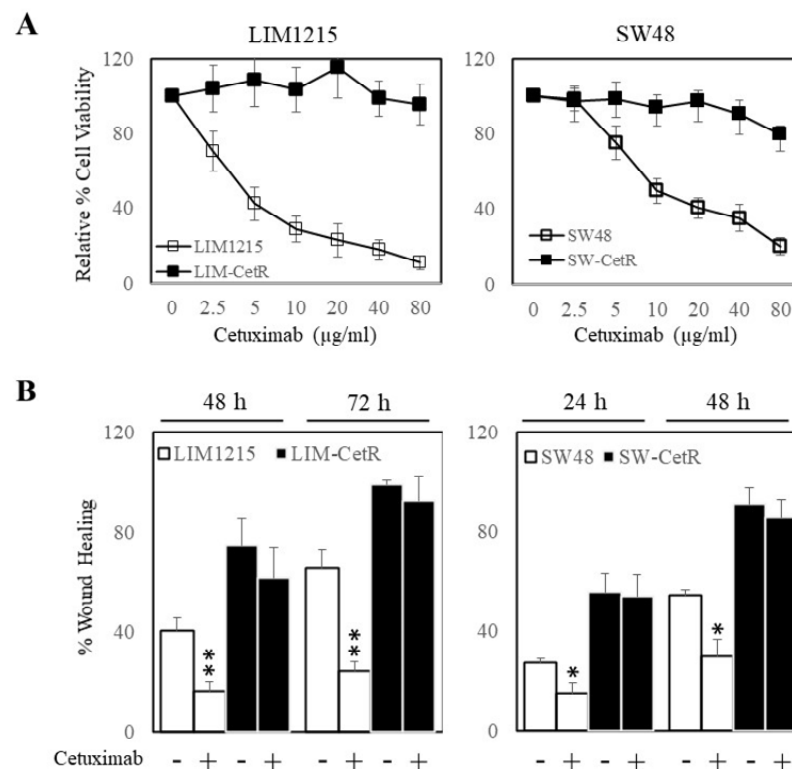 A
LIM1215
SW48
Relative % Cell Viability
120
80
40
0
LIM1215
LIM-CetR
0 2.5 5 10 20 40 80
Cetuximab (µg/ml)
120
80
40
0
SW48
SW-CetR
0 2.5 5 10 20 40 80
Cetuximab (µg/ml)
B
48 h 72 h
24 h 48 h
% Wound Healing
120
80
40
0
LIM1215 LIM-CetR
**
**
120
80
40
0
SW48 SW-CetR
*
*
Cetuximab - + - + - + - +
- + - + - + - +